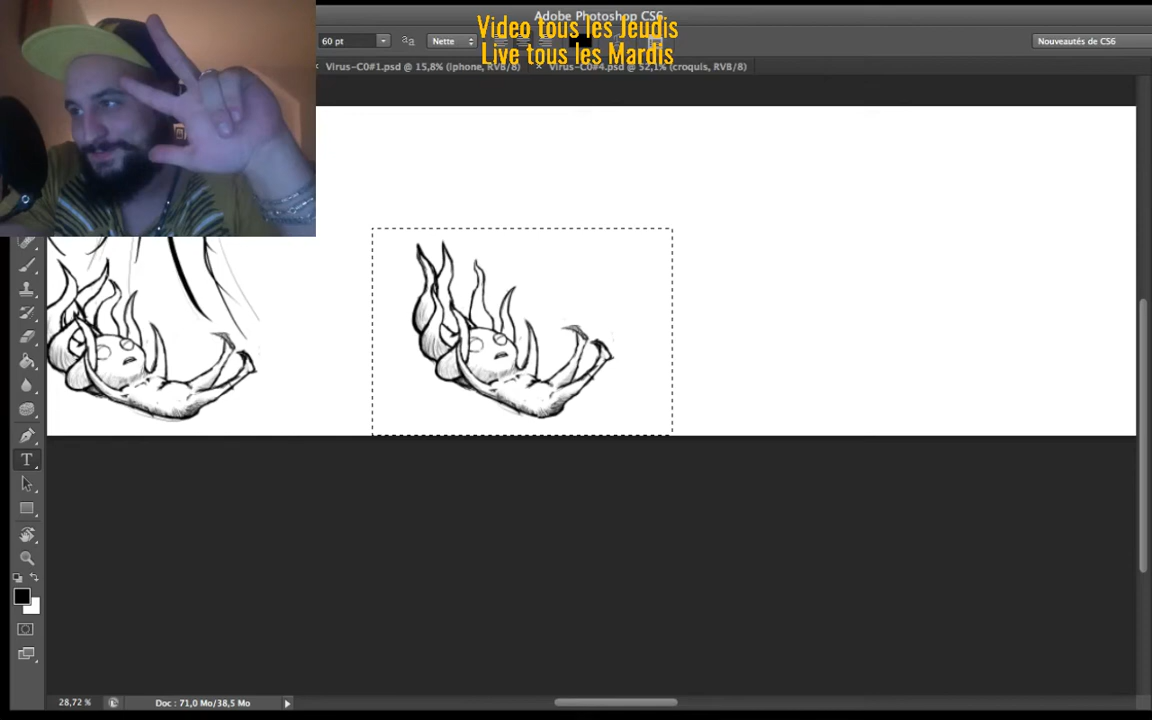 Adobe Photoshop CS6
Video tous les Jeudis
Live tous les Mardis
60 pt
Nette
Nouveautés de CS6
Virus-C0#1.psd @ 15,8% (iphone, RVB/8)
Virus-C0#4.psd @ 52,1% (croquis, RVB/8)
T
28,72 %
Doc : 71,0 Mo/38,5 Mo